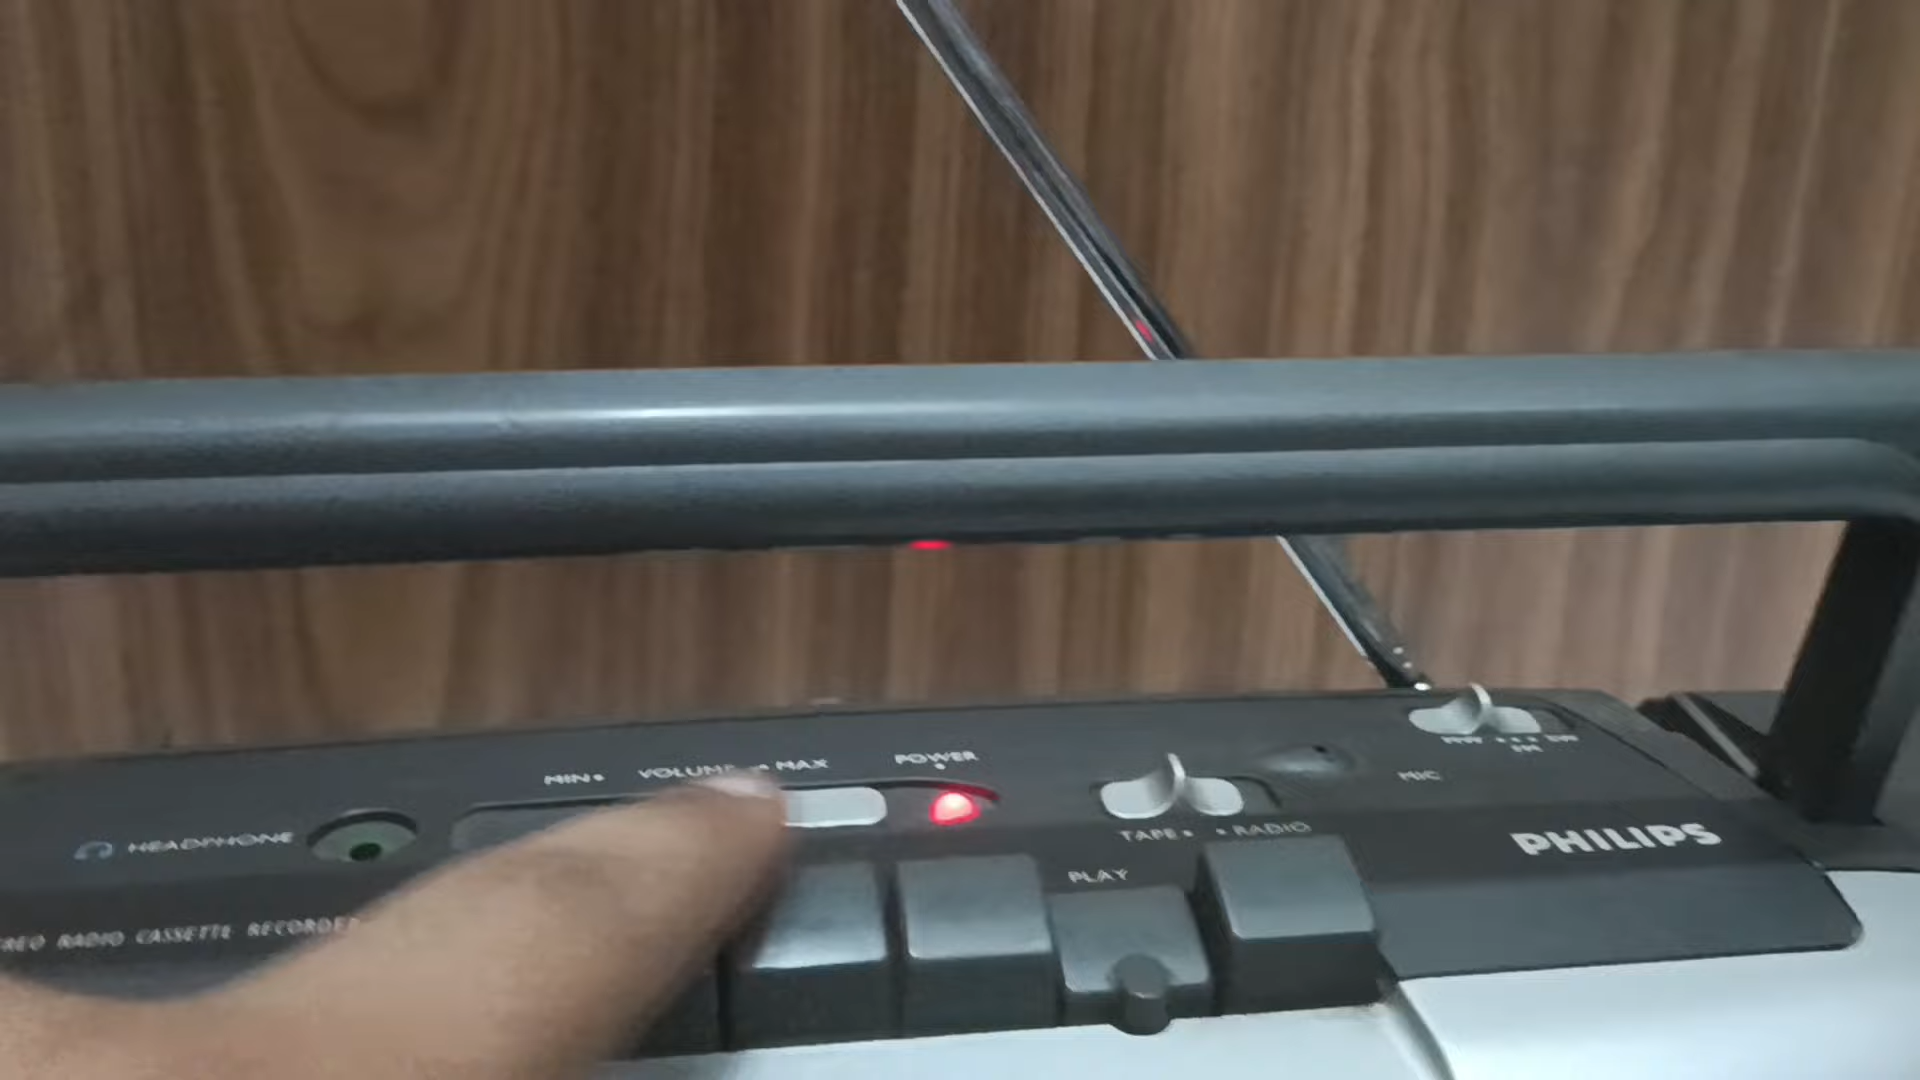 MIN• VOLUME MAX
POWER
MIC
HEADPHONE
TAPE• •RADIO
PHILIPS
PLAY
RADIO CASSETTE RECORDER